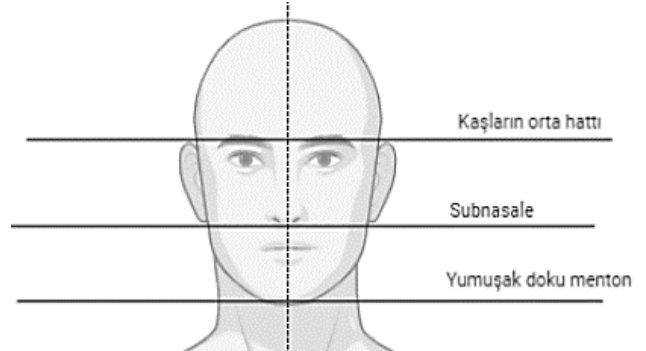 Kaşların orta hattı
Subnasale
Yumuşak doku menton